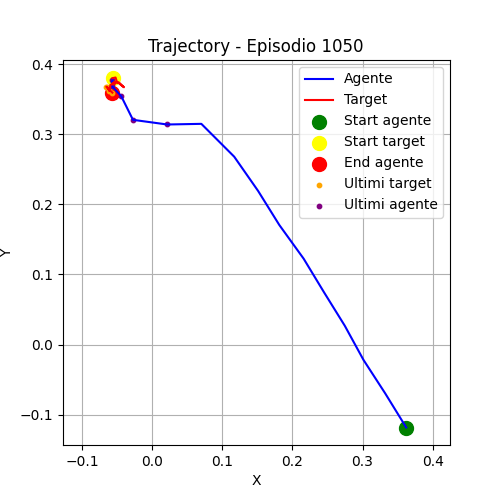 Trajectory - Episodio 1050
Agente
Target
Start agente
Start target
End agente
Ultimi target
Ultimi agente
0.4
0.3
0.2
0.1
0.0
−0.1
Y
−0.1
0.0
0.1
0.2
0.3
0.4
X